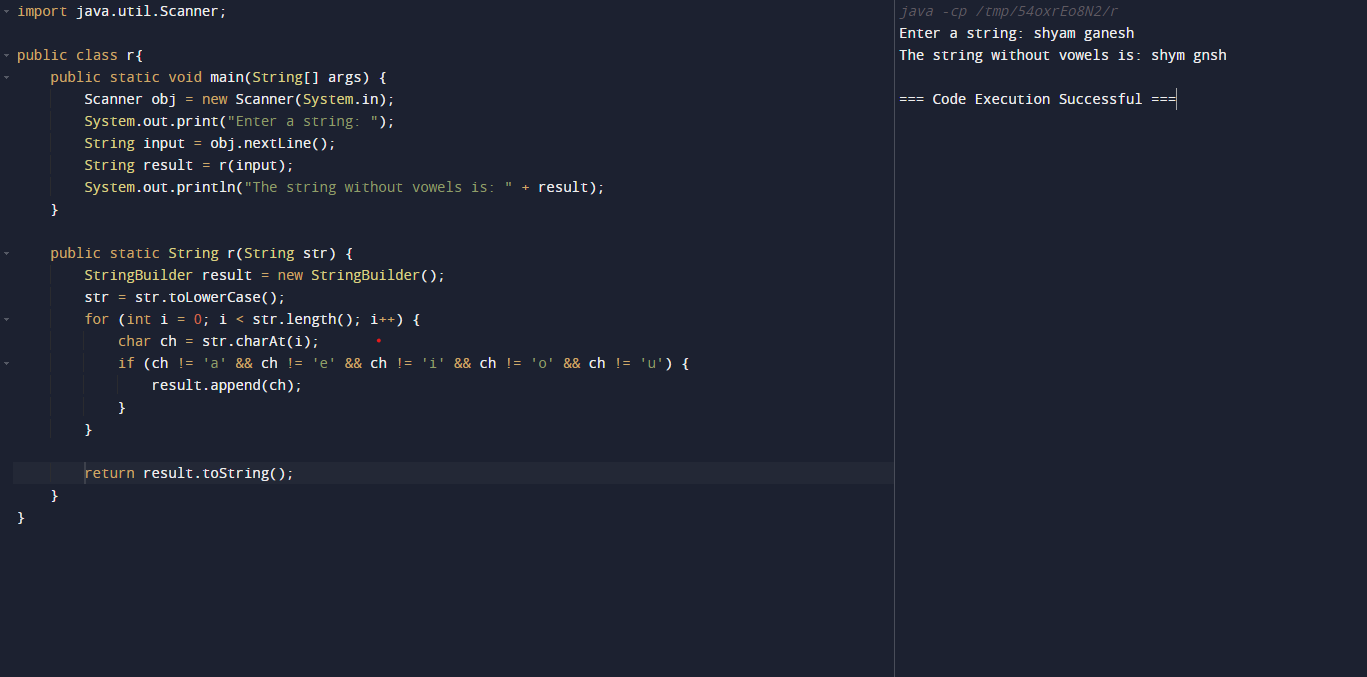 import java.util.Scanner;
public class r{
    public static void main(String[] args) {
        Scanner obj = new Scanner(System.in);
        System.out.print("Enter a string: ");
        String input = obj.nextLine();
        String result = r(input);
        System.out.println("The string without vowels is: " + result);
    }
    public static String r(String str) {
        StringBuilder result = new StringBuilder();
        str = str.toLowerCase();
        for (int i = 0; i < str.length(); i++) {
            char ch = str.charAt(i);
            if (ch != 'a' && ch != 'e' && ch != 'i' && ch != 'o' && ch != 'u') {
                result.append(ch);
            }
        }
        return result.toString();
    }
}
java -cp /tmp/54oxrEo8N2/r
Enter a string: shyam ganesh
The string without vowels is: shym gnsh
=== Code Execution Successful ===